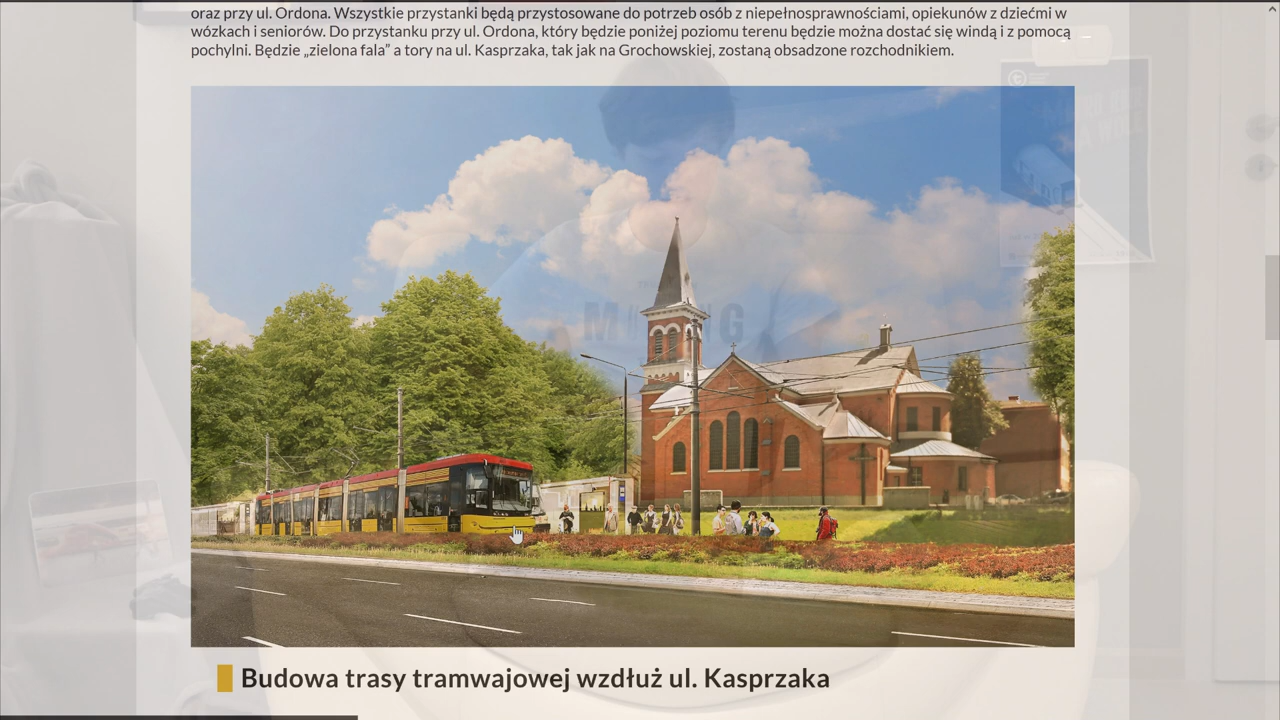 oraz przy ul. Ordona. Wszystkie przystanki będą przystosowane do potrzeb osób z niepełnosprawnościami, opiekunów z dziećmi w
wózkach i seniorów. Do przystanku przy ul. Ordona, który będzie poniżej poziomu terenu będzie można dostać się windą i z pomocą
pochylni. Będzie „zielona fala” a tory na ul. Kasprzaka, tak jak na Grochowskiej, zostaną obsadzone rozchodnikiem.
Budowa trasy tramwajowej wzdłuż ul. Kasprzaka